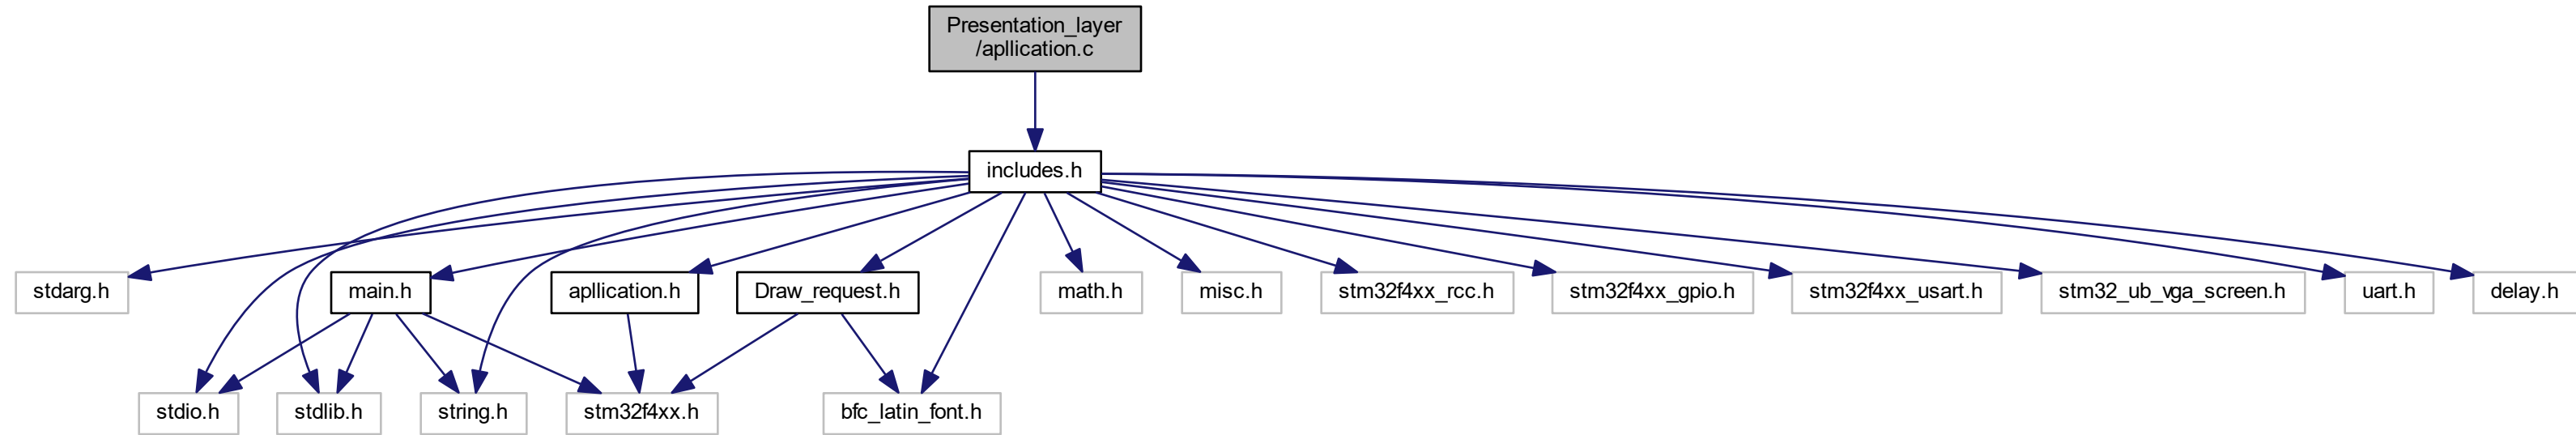 Presentation_layer
/apllication.c
includes.h
stdarg.h
main.h
apllication.h
Draw_request.h
math.h
misc.h
stm32f4xx_rcc.h
stm32f4xx_gpio.h
stm32f4xx_usart.h
stm32_ub_vga_screen.h
uart.h
delay.h
stdio.h
stdlib.h
string.h
stm32f4xx.h
bfc_latin_font.h